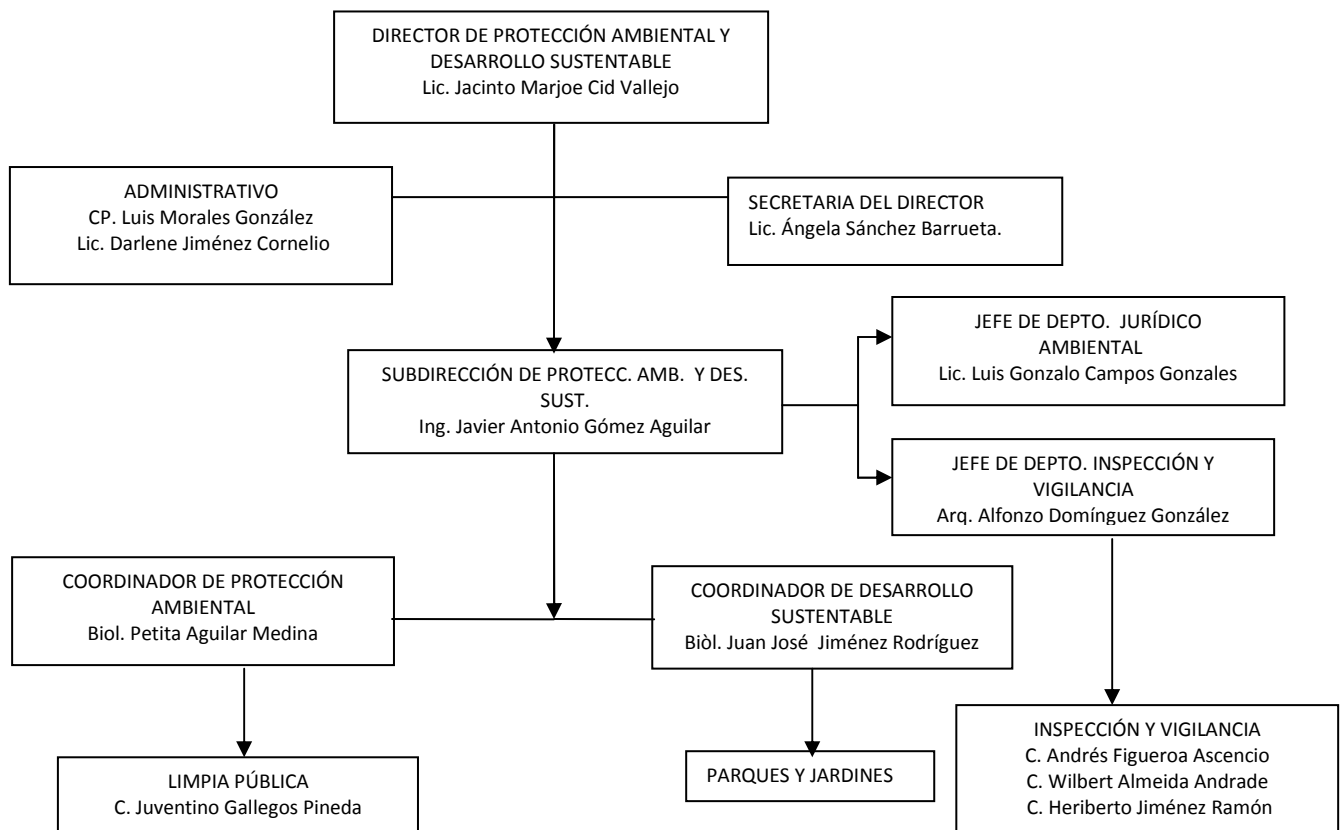 DIRECTOR DE PROTECCIÓN AMBIENTAL Y
DESARROLLO SUSTENTABLE
Lic. Jacinto Marjoe Cid Vallejo
ADMINISTRATIVO
CP. Luis Morales González
Lic. Darlene Jiménez Cornelio
SECRETARIA DEL DIRECTOR
Lic. Ángela Sánchez Barrueta.
JEFE DE DEPTO. JURÍDICO
AMBIENTAL
Lic. Luis Gonzalo Campos Gonzales
SUBDIRECCIÓN DE PROTECC. AMB. Y DES.
SUST.
Ing. Javier Antonio Gómez Aguilar
JEFE DE DEPTO. INSPECCIÓN Y
VIGILANCIA
Arq. Alfonzo Domínguez González
COORDINADOR DE PROTECCIÓN
AMBIENTAL
Biol. Petita Aguilar Medina
COORDINADOR DE DESARROLLO
SUSTENTABLE
Biòl. Juan José Jiménez Rodríguez
LIMPIA PÚBLICA
C. Juventino Gallegos Pineda
PARQUES Y JARDINES
INSPECCIÓN Y VIGILANCIA
C. Andrés Figueroa Ascencio
C. Wilbert Almeida Andrade
C. Heriberto Jiménez Ramón